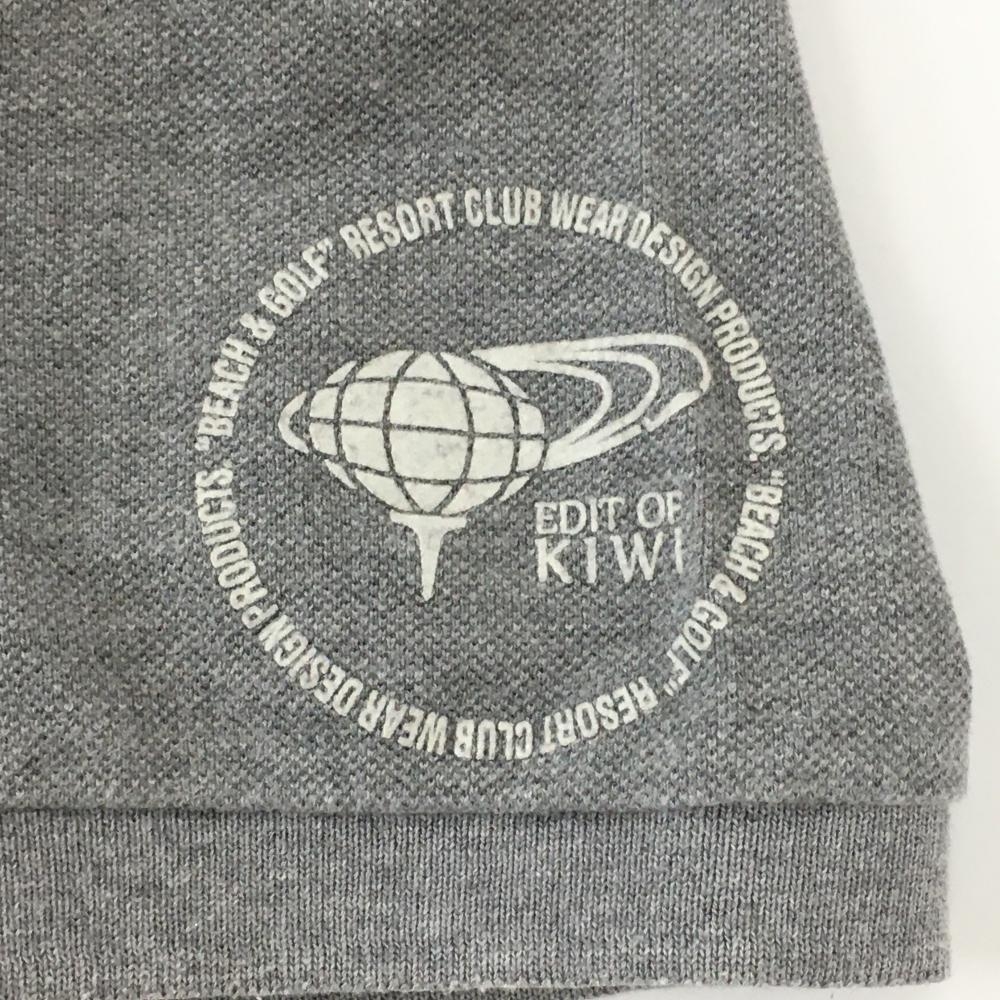 "BEACH & GOLF" RESORT CLUB WEAR DESIGN PRODUCTS. "BEACH & GOLF" RESORT CLUB WEAR DESIGN PRODUCTS.
EDIT OF
KIWI